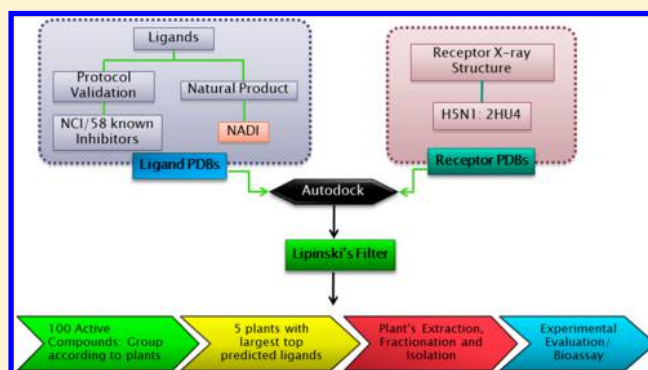 Ligands
Protocol
Validation
Natural Product
NCI/58 known
Inhibitors
NADI
Ligand PDBs
Receptor X-ray
Structure
H5N1: 2HU4
Receptor PDBs
Autodock
Lipinski's Filter
100 Active
Compounds: Group
according to plants
5 plants with
largest top
predicted ligands
Plant's Extraction,
Fractionation and
Isolation
Experimental
Evaluation/
Bioassay